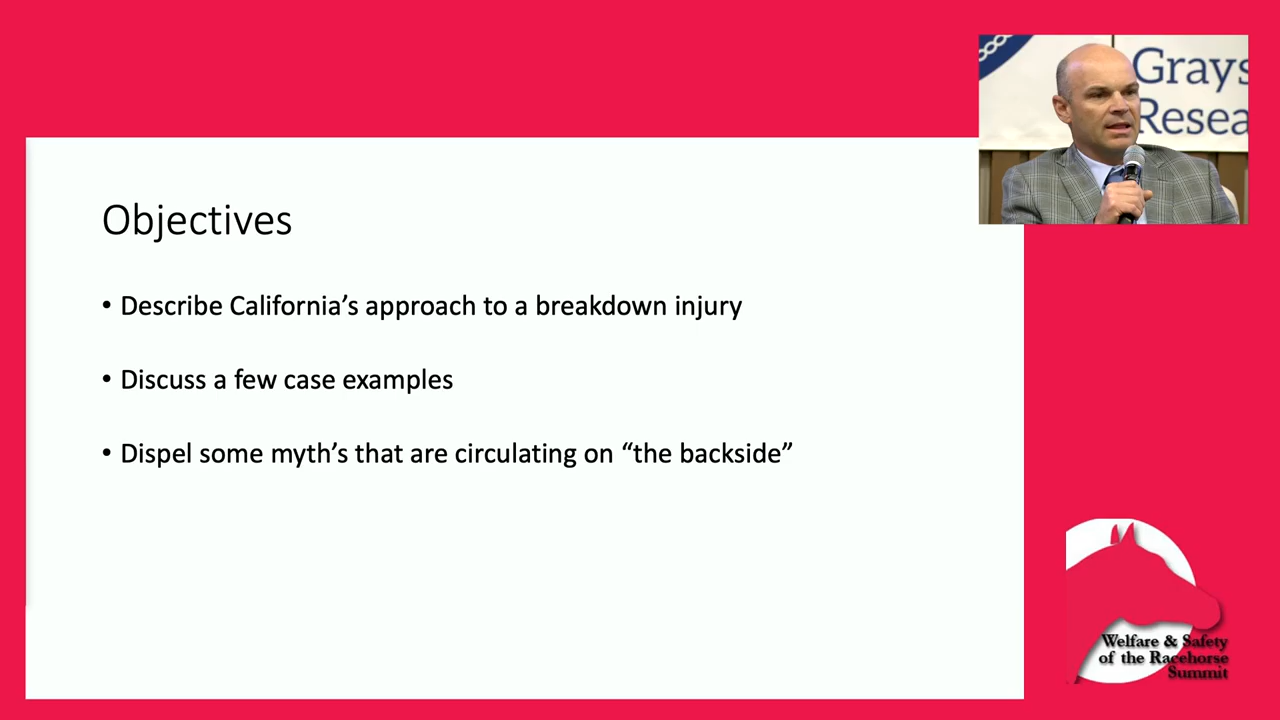 Grays
Resea
Objectives
• Describe California’s approach to a breakdown injury
• Discuss a few case examples
• Dispel some myth’s that are circulating on “the backside”
Welfare & Safety
of the Racehorse
Summit